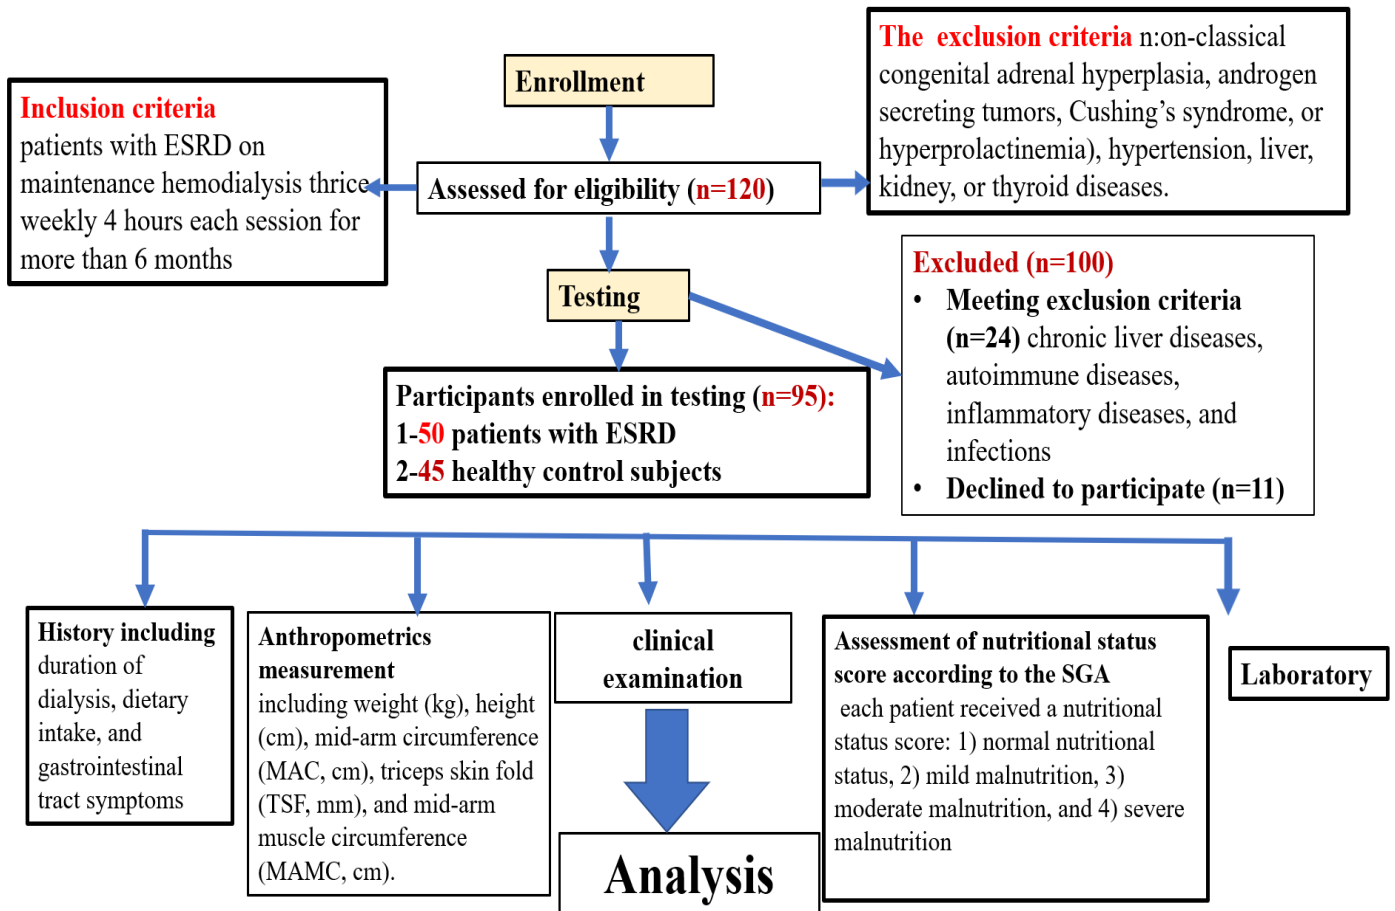 Enrollment
The exclusion criteria n:on-classical
congenital adrenal hyperplasia, androgen
secreting tumors, Cushing’s syndrome, or
hyperprolactinemia), hypertension, liver,
kidney, or thyroid diseases.
Inclusion criteria
patients with ESRD on
maintenance hemodialysis thrice
weekly 4 hours each session for
more than 6 months
Assessed for eligibility (n=120)
Testing
Excluded (n=100)
• Meeting exclusion criteria
(n=24) chronic liver diseases,
autoimmune diseases,
inflammatory diseases, and
infections
• Declined to participate (n=11)
Participants enrolled in testing (n=95):
1-50 patients with ESRD
2-45 healthy control subjects
History including
duration of
dialysis, dietary
intake, and
gastrointestinal
tract symptoms
Anthropometrics
measurement
including weight (kg), height
(cm), mid-arm circumference
(MAC, cm), triceps skin fold
(TSF, mm), and mid-arm
muscle circumference
(MAMC, cm).
clinical
examination
Assessment of nutritional status
score according to the SGA
each patient received a nutritional
status score: 1) normal nutritional
status, 2) mild malnutrition, 3)
moderate malnutrition, and 4) severe
malnutrition
Laboratory
Analysis